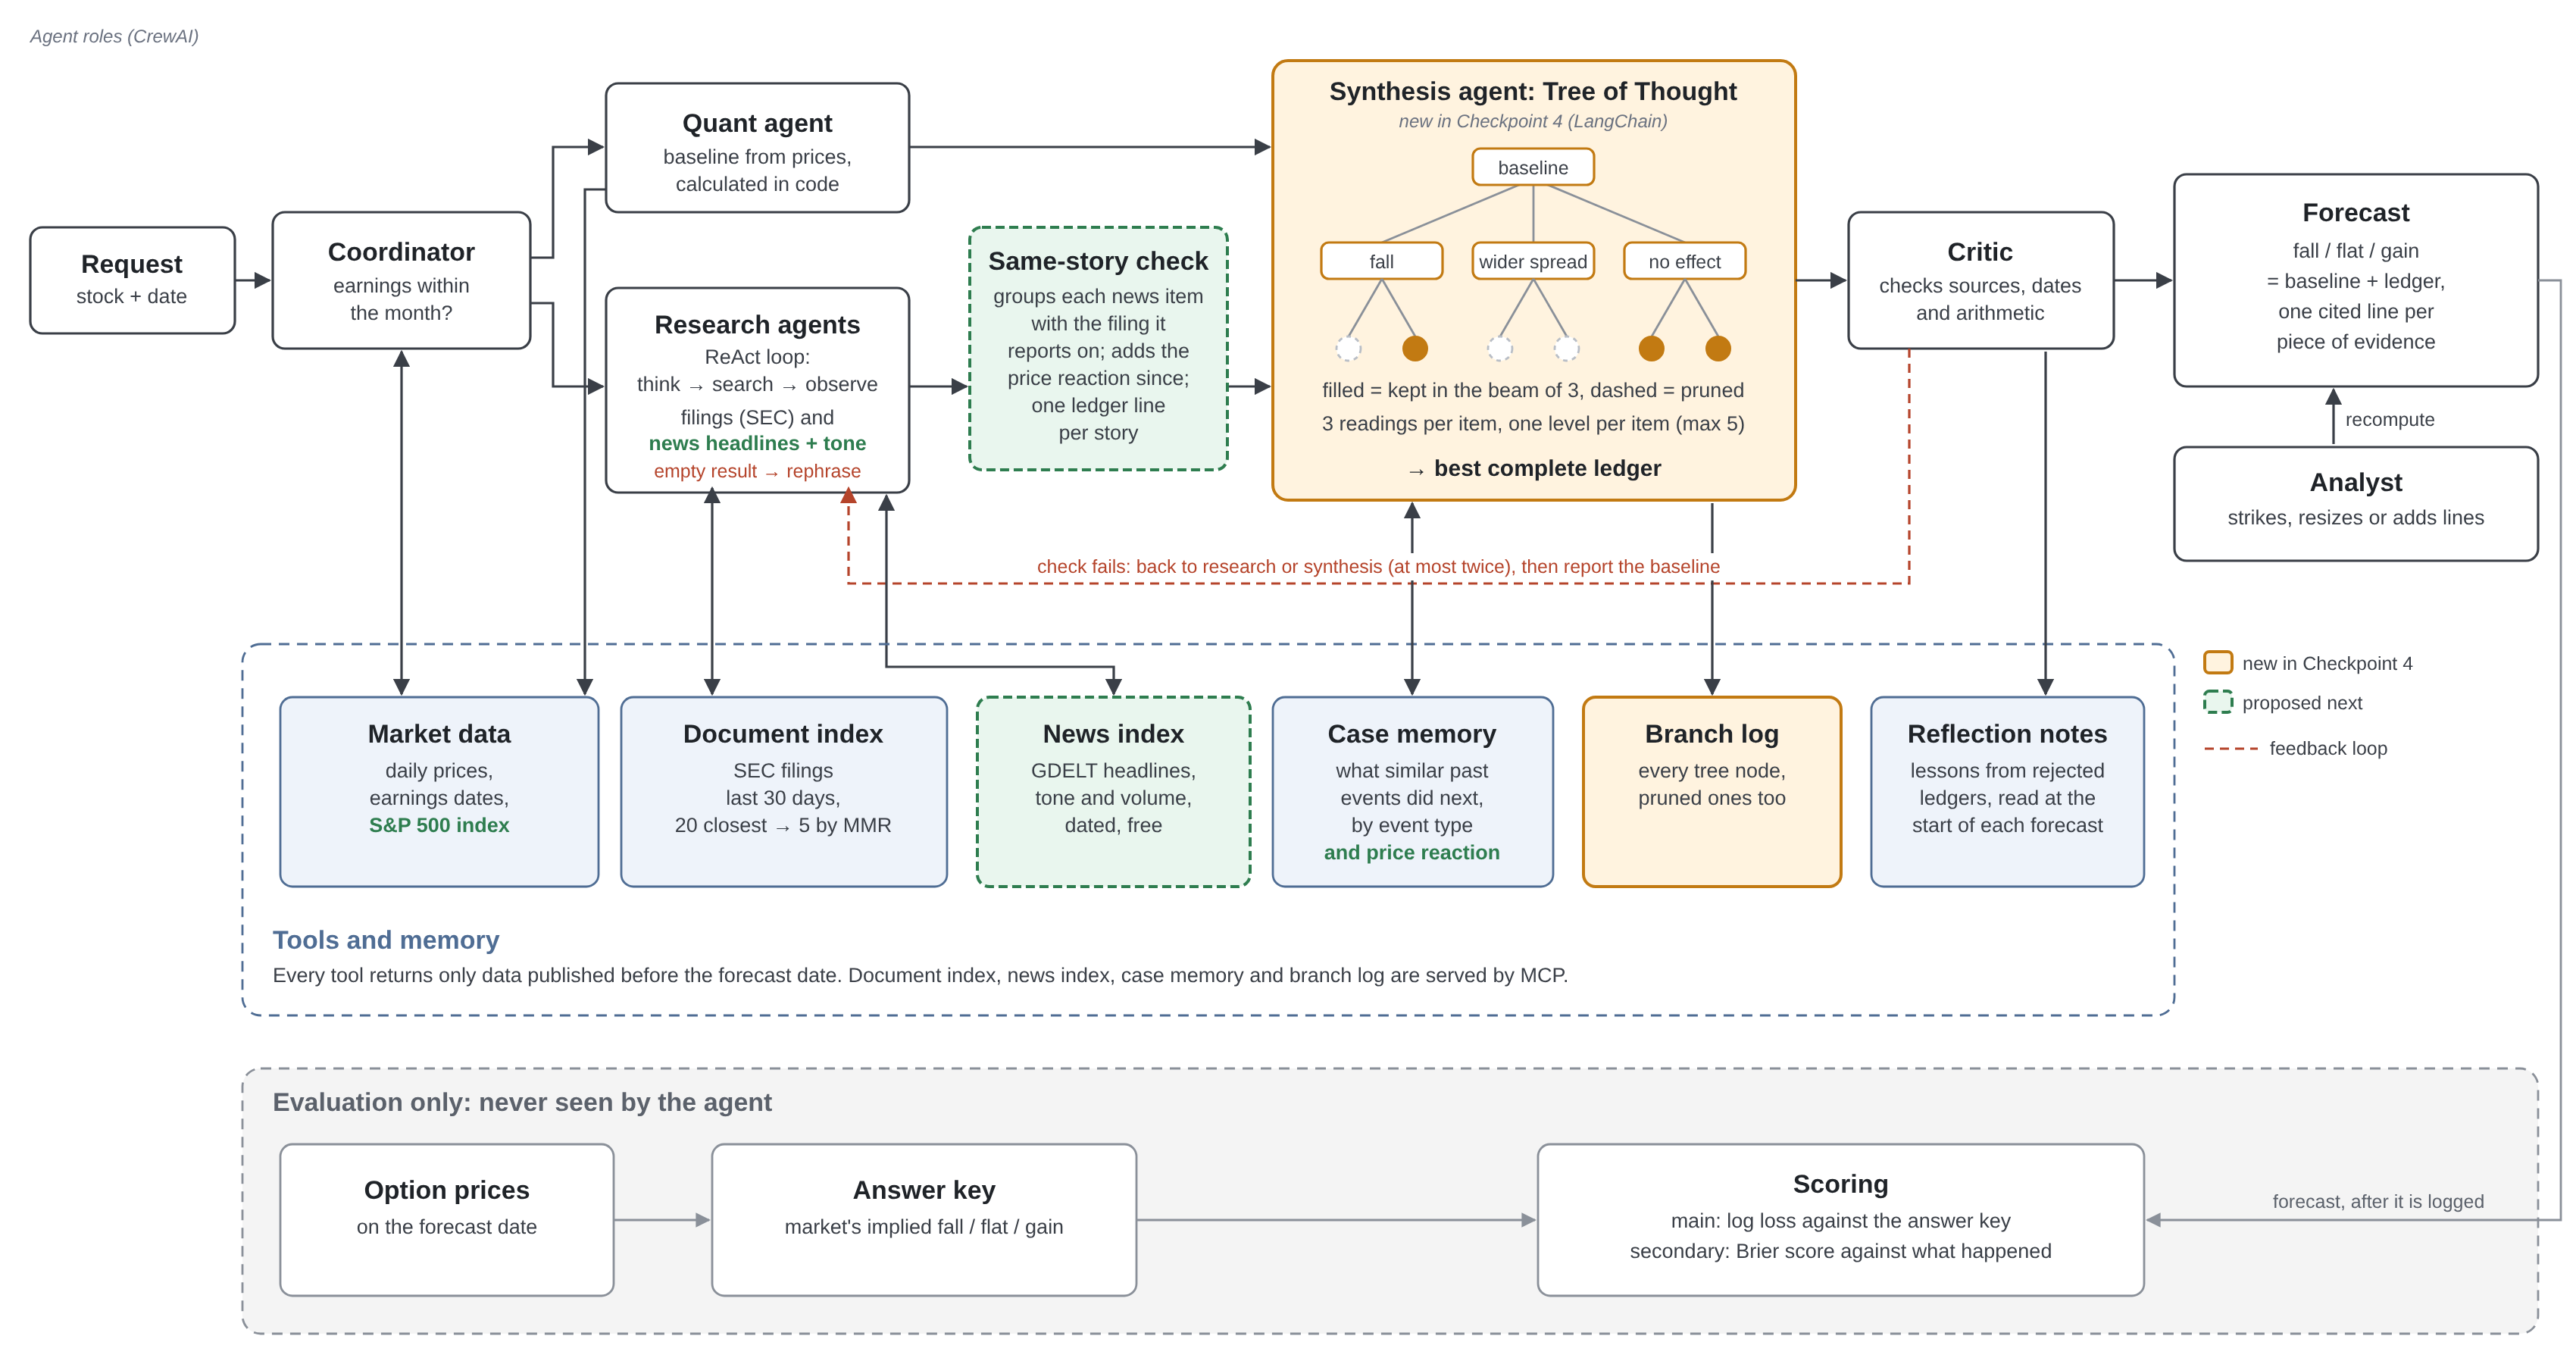 Agent roles (CrewAI)
Request
stock + date
Coordinator
earnings within
the month?
Quant agent
baseline from prices,
calculated in code
Research agents
ReAct loop:
think → search → observe
filings (SEC) and
news headlines + tone
empty result → rephrase
Same-story check
groups each news item
with the filing it
reports on; adds the
price reaction since;
one ledger line
per story
Synthesis agent: Tree of Thought
new in Checkpoint 4 (LangChain)
baseline
fall
wider spread
no effect
filled = kept in the beam of 3, dashed = pruned
3 readings per item, one level per item (max 5)
→ best complete ledger
Critic
checks sources, dates
and arithmetic
Forecast
fall / flat / gain
= baseline + ledger,
one cited line per
piece of evidence
recompute
Analyst
strikes, resizes or adds lines
check fails: back to research or synthesis (at most twice), then report the baseline
new in Checkpoint 4
proposed next
feedback loop
Market data
daily prices,
earnings dates,
S&P 500 index
Document index
SEC filings
last 30 days,
20 closest → 5 by MMR
News index
GDELT headlines,
tone and volume,
dated, free
Case memory
what similar past
events did next,
by event type
and price reaction
Branch log
every tree node,
pruned ones too
Reflection notes
lessons from rejected
ledgers, read at the
start of each forecast
Tools and memory
Every tool returns only data published before the forecast date. Document index, news index, case memory and branch log are served by MCP.
Evaluation only: never seen by the agent
Option prices
on the forecast date
Answer key
market's implied fall / flat / gain
Scoring
main: log loss against the answer key
secondary: Brier score against what happened
forecast, after it is logged